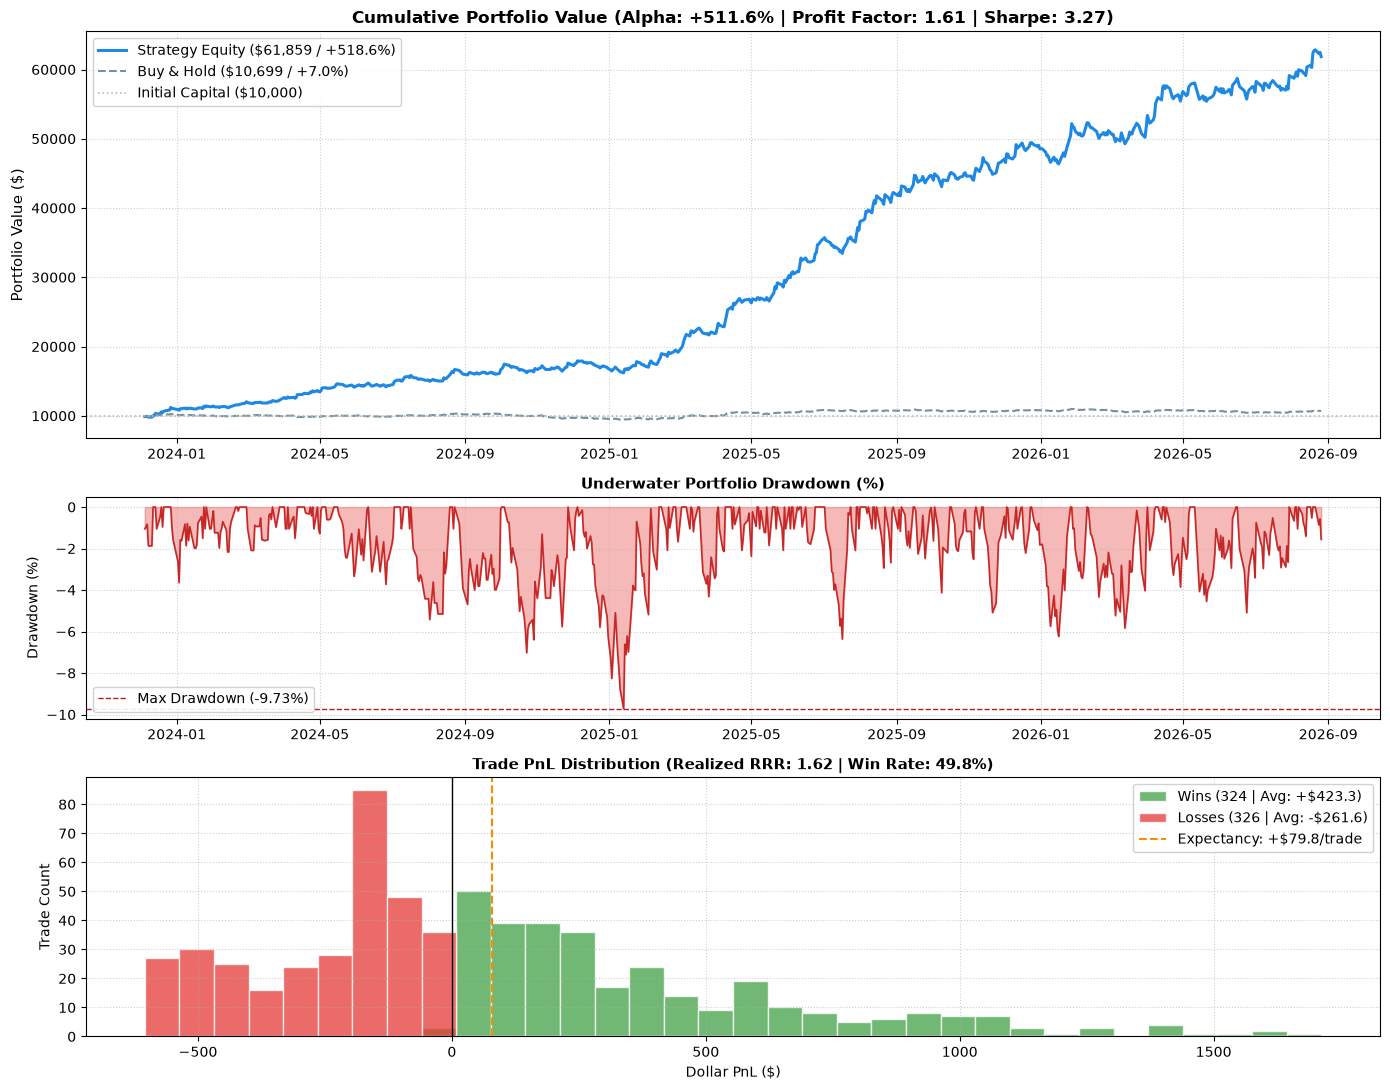 Cumulative Portfolio Value (Alpha: +511.6% | Profit Factor: 1.61 | Sharpe: 3.27)
Strategy Equity ($61,859 / +518.6%)
Buy & Hold ($10,699 / +7.0%)
Initial Capital ($10,000)
Portfolio Value ($)
60000
50000
40000
30000
20000
10000
2024-01 2024-05 2024-09 2025-01 2025-05 2025-09 2026-01 2026-05 2026-09
Underwater Portfolio Drawdown (%)
Drawdown (%)
0
−2
−4
−6
−8
−10
Max Drawdown (-9.73%)
2024-01 2024-05 2024-09 2025-01 2025-05 2025-09 2026-01 2026-05 2026-09
Trade PnL Distribution (Realized RRR: 1.62 | Win Rate: 49.8%)
Wins (324 | Avg: +$423.3)
Losses (326 | Avg: -$261.6)
Expectancy: +$79.8/trade
Trade Count
80
70
60
50
40
30
20
10
0
−500 0 500 1000 1500
Dollar PnL ($)